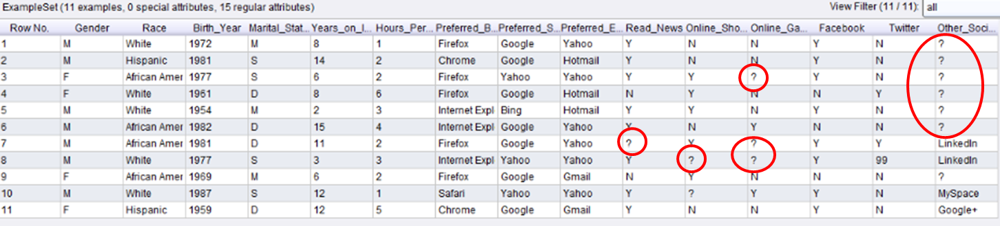 ExampleSet (11 examples, 0 special attributes, 15 regular attributes) View Filter (11 / 11): all
Row No. Gender Race Birth_Year Marital_Stat... Years_on_I... Hours_Per... Preferred_B... Preferred_S... Preferred_E... Read_News Online_Sho... Online_Ga... Facebook Twitter Other_Soci...
1 M White 1972 M 8 1 Firefox Google Yahoo Y N N Y N ?
2 M Hispanic 1981 S 14 2 Chrome Google Hotmail Y N N Y N ?
3 F African Amer 1977 S 6 2 Firefox Yahoo Yahoo Y Y ? Y N ?
4 F White 1961 D 8 6 Firefox Google Hotmail N Y N N Y ?
5 M White 1954 M 2 3 Internet Expl Bing Hotmail Y Y N Y N ?
6 M African Amer 1982 D 15 4 Internet Expl Google Yahoo Y N Y N N ?
7 M African Amer 1981 D 11 2 Firefox Google Yahoo ? Y ? Y Y LinkedIn
8 M White 1977 S 3 3 Internet Expl Yahoo Yahoo Y ? ? Y 99 LinkedIn
9 F African Amer 1969 M 6 2 Firefox Google Gmail N Y N N N ?
10 M White 1987 S 12 1 Safari Yahoo Yahoo Y ? Y Y N MySpace
11 F Hispanic 1959 D 12 5 Chrome Google Gmail Y N N Y N Google+